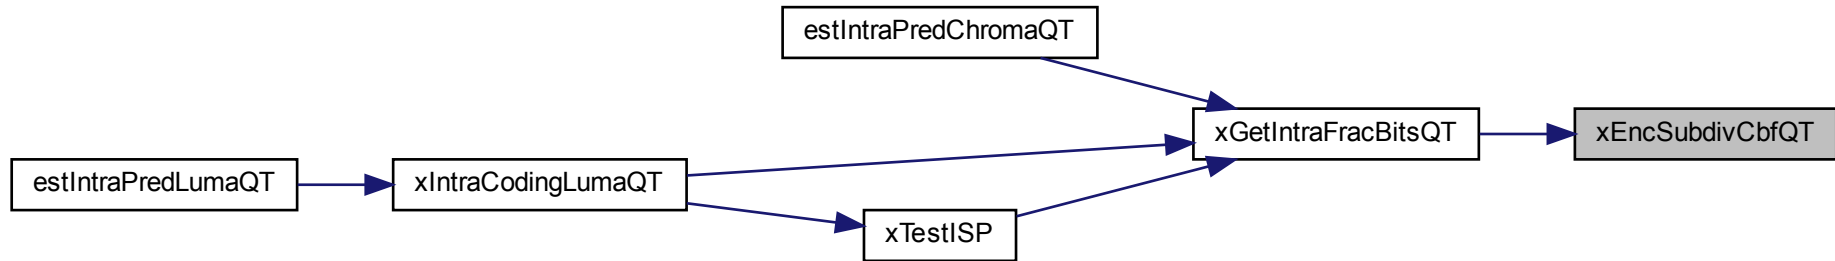 estIntraPredChromaQT
xGetIntraFracBitsQT
xEncSubdivCbfQT
estIntraPredLumaQT
xIntraCodingLumaQT
xTestISP